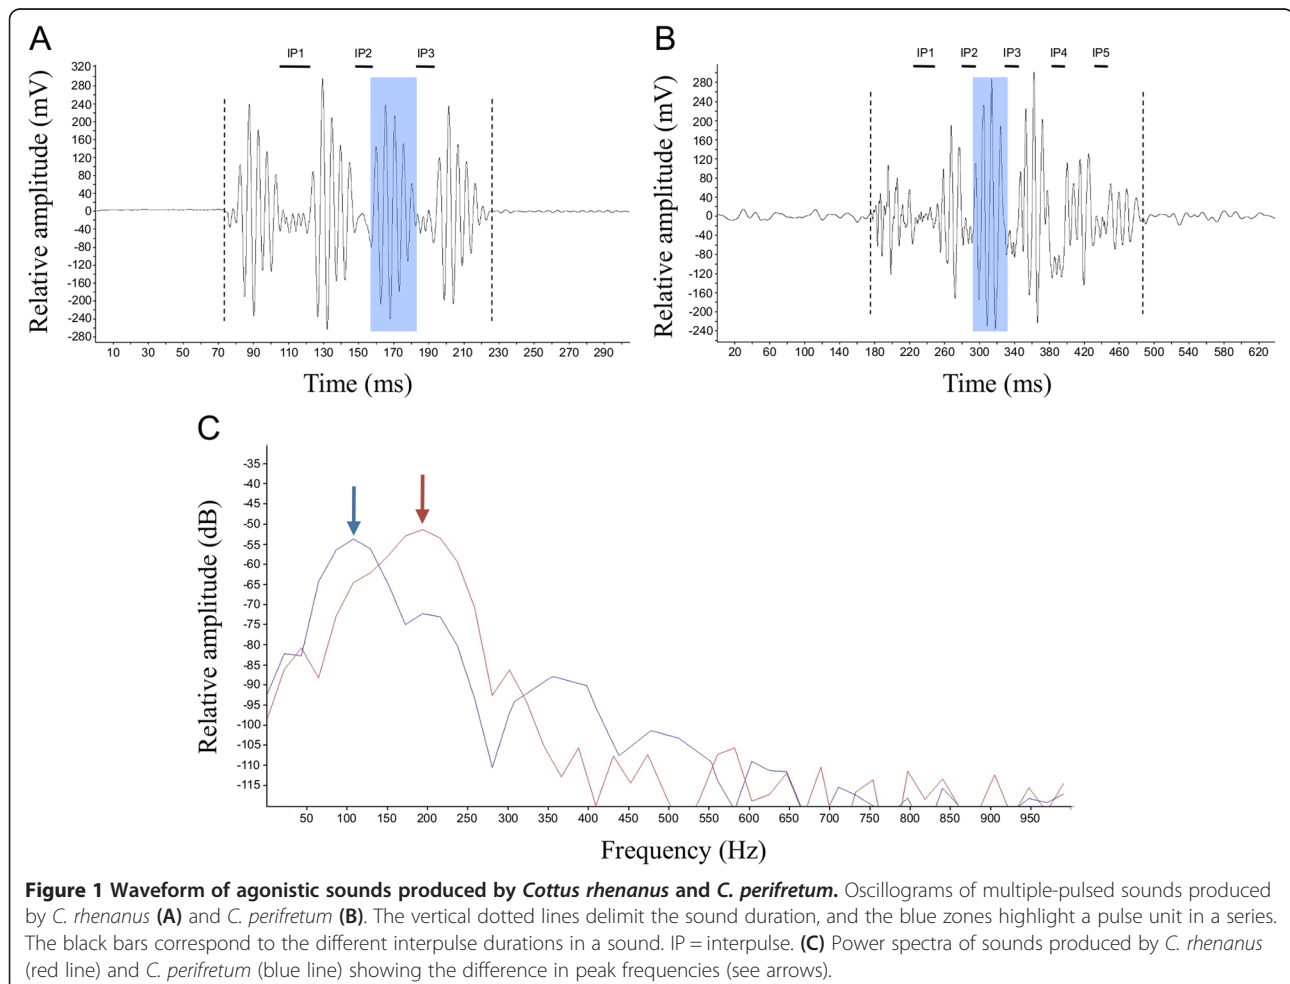 A
IP1 IP2 IP3
Relative amplitude (mV)
320
280
240
200
160
120
80
40
0
-40
-80
-120
-160
-200
-240
-280
10 30 50 70 90 110 130 150 170 190 210 230 250 270 290
Time (ms)
B
IP1 IP2 IP3 IP4 IP5
Relative amplitude (mV)
320
280
240
200
160
120
80
40
0
-40
-80
-120
-160
-200
-240
20 60 100 140 180 220 260 300 340 380 420 460 500 540 580 620
Time (ms)
C
Relative amplitude (dB)
-35
-40
-45
-50
-55
-60
-65
-70
-75
-80
-85
-90
-95
-100
-105
-110
-115
50 100 150 200 250 300 350 400 450 500 550 600 650 700 750 800 850 900 950
Frequency (Hz)
Figure 1 Waveform of agonistic sounds produced by Cottus rhenanus and C. perifretum. Oscillograms of multiple-pulsed sounds produced
by C. rhenanus (A) and C. perifretum (B). The vertical dotted lines delimit the sound duration, and the blue zones highlight a pulse unit in a series.
The black bars correspond to the different interpulse durations in a sound. IP = interpulse. (C) Power spectra of sounds produced by C. rhenanus
(red line) and C. perifretum (blue line) showing the difference in peak frequencies (see arrows).